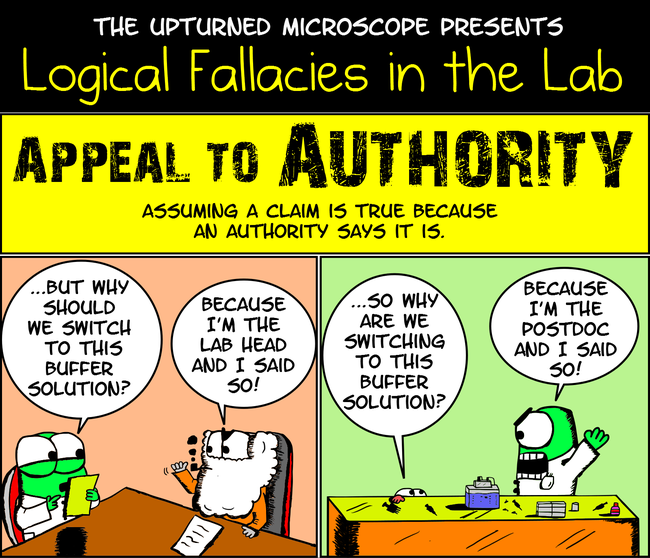 THE UPTURNED MICROSCOPE PRESENTS
Logical Fallacies in the Lab
APPEAL TO AUTHORITY
ASSUMING A CLAIM IS TRUE BECAUSE
AN AUTHORITY SAYS IT IS.
...BUT WHY
SHOULD
WE SWITCH
TO THIS
BUFFER
SOLUTION?
BECAUSE
I'M THE
LAB HEAD
AND I SAID
SO!
...SO WHY
ARE WE
SWITCHING
TO THIS
BUFFER
SOLUTION?
BECAUSE
I'M THE
POSTDOC
AND I SAID
SO!